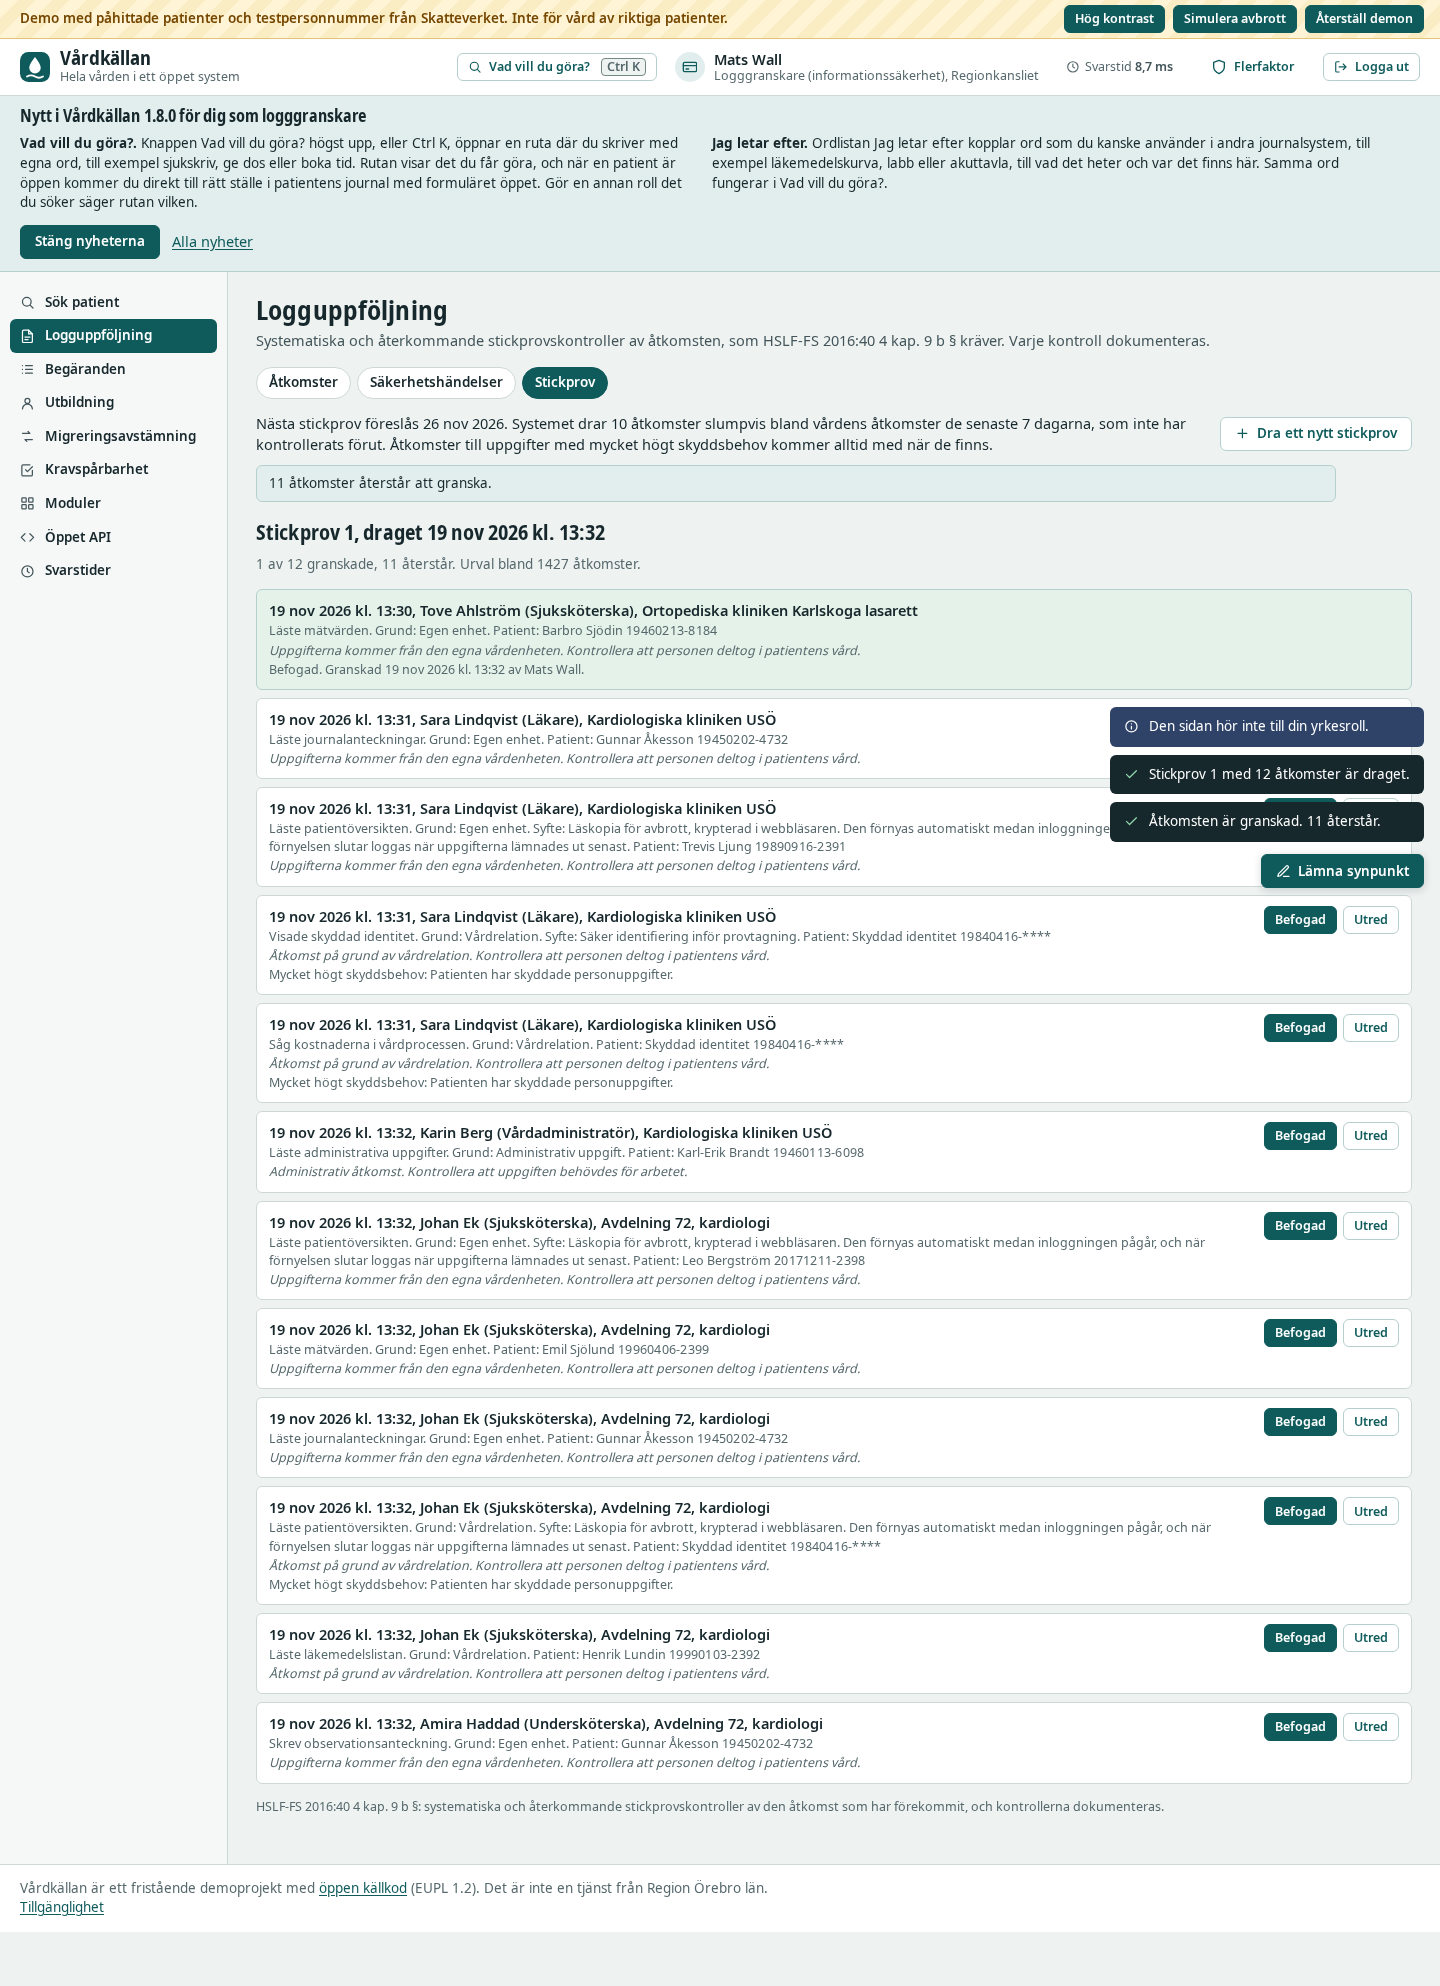 Demo med påhittade patienter och testpersonnummer från Skatteverket. Inte för vård av riktiga patienter.
Hög kontrast
Simulera avbrott
Återställ demon
Vårdkällan
Hela vården i ett öppet system
Vad vill du göra? Ctrl K
Mats Wall
Logggranskare (informationssäkerhet), Regionkansliet
Svarstid 8,7 ms
Flerfaktor
Logga ut
Nytt i Vårdkällan 1.8.0 för dig som logggranskare
Vad vill du göra?. Knappen Vad vill du göra? högst upp, eller Ctrl K, öppnar en ruta där du skriver med
egna ord, till exempel sjukskriv, ge dos eller boka tid. Rutan visar det du får göra, och när en patient är
öppen kommer du direkt till rätt ställe i patientens journal med formuläret öppet. Gör en annan roll det
du söker säger rutan vilken.
Jag letar efter. Ordlistan Jag letar efter kopplar ord som du kanske använder i andra journalsystem, till
exempel läkemedelskurva, labb eller akuttavla, till vad det heter och var det finns här. Samma ord
fungerar i Vad vill du göra?.
Stäng nyheterna
Alla nyheter
Sök patient
Logguppföljning
Begäranden
Utbildning
Migreringsavstämning
Kravspårbarhet
Moduler
Öppet API
Svarstider
Logguppföljning
Systematiska och återkommande stickprovskontroller av åtkomsten, som HSLF-FS 2016:40 4 kap. 9 b § kräver. Varje kontroll dokumenteras.
Åtkomster
Säkerhetshändelser
Stickprov
Nästa stickprov föreslås 26 nov 2026. Systemet drar 10 åtkomster slumpvis bland vårdens åtkomster de senaste 7 dagarna, som inte har
kontrollerats förut. Åtkomster till uppgifter med mycket högt skyddsbehov kommer alltid med när de finns.
Dra ett nytt stickprov
11 åtkomster återstår att granska.
Stickprov 1, draget 19 nov 2026 kl. 13:32
1 av 12 granskade, 11 återstår. Urval bland 1427 åtkomster.
19 nov 2026 kl. 13:30, Tove Ahlström (Sjuksköterska), Ortopediska kliniken Karlskoga lasarett
Läste mätvärden. Grund: Egen enhet. Patient: Barbro Sjödin 19460213-8184
Uppgifterna kommer från den egna vårdenheten. Kontrollera att personen deltog i patientens vård.
Befogad. Granskad 19 nov 2026 kl. 13:32 av Mats Wall.
19 nov 2026 kl. 13:31, Sara Lindqvist (Läkare), Kardiologiska kliniken USÖ
Läste journalanteckningar. Grund: Egen enhet. Patient: Gunnar Åkesson 19450202-4732
Uppgifterna kommer från den egna vårdenheten. Kontrollera att personen deltog i patientens vård.
Den sidan hör inte till din yrkesroll.
Stickprov 1 med 12 åtkomster är draget.
Åtkomsten är granskad. 11 återstår.
19 nov 2026 kl. 13:31, Sara Lindqvist (Läkare), Kardiologiska kliniken USÖ
Läste patientöversikten. Grund: Egen enhet. Syfte: Läskopia för avbrott, krypterad i webbläsaren. Den förnyas automatiskt medan inloggninge
förnyelsen slutar loggas när uppgifterna lämnades ut senast. Patient: Trevis Ljung 19890916-2391
Uppgifterna kommer från den egna vårdenheten. Kontrollera att personen deltog i patientens vård.
Lämna synpunkt
19 nov 2026 kl. 13:31, Sara Lindqvist (Läkare), Kardiologiska kliniken USÖ
Befogad
Utred
Visade skyddad identitet. Grund: Vårdrelation. Syfte: Säker identifiering inför provtagning. Patient: Skyddad identitet 19840416-****
Åtkomst på grund av vårdrelation. Kontrollera att personen deltog i patientens vård.
Mycket högt skyddsbehov: Patienten har skyddade personuppgifter.
19 nov 2026 kl. 13:31, Sara Lindqvist (Läkare), Kardiologiska kliniken USÖ
Befogad
Utred
Såg kostnaderna i vårdprocessen. Grund: Vårdrelation. Patient: Skyddad identitet 19840416-****
Åtkomst på grund av vårdrelation. Kontrollera att personen deltog i patientens vård.
Mycket högt skyddsbehov: Patienten har skyddade personuppgifter.
19 nov 2026 kl. 13:32, Karin Berg (Vårdadministratör), Kardiologiska kliniken USÖ
Befogad
Utred
Läste administrativa uppgifter. Grund: Administrativ uppgift. Patient: Karl-Erik Brandt 19460113-6098
Administrativ åtkomst. Kontrollera att uppgiften behövdes för arbetet.
19 nov 2026 kl. 13:32, Johan Ek (Sjuksköterska), Avdelning 72, kardiologi
Befogad
Utred
Läste patientöversikten. Grund: Egen enhet. Syfte: Läskopia för avbrott, krypterad i webbläsaren. Den förnyas automatiskt medan inloggningen pågår, och när
förnyelsen slutar loggas när uppgifterna lämnades ut senast. Patient: Leo Bergström 20171211-2398
Uppgifterna kommer från den egna vårdenheten. Kontrollera att personen deltog i patientens vård.
19 nov 2026 kl. 13:32, Johan Ek (Sjuksköterska), Avdelning 72, kardiologi
Befogad
Utred
Läste mätvärden. Grund: Egen enhet. Patient: Emil Sjölund 19960406-2399
Uppgifterna kommer från den egna vårdenheten. Kontrollera att personen deltog i patientens vård.
19 nov 2026 kl. 13:32, Johan Ek (Sjuksköterska), Avdelning 72, kardiologi
Befogad
Utred
Läste journalanteckningar. Grund: Egen enhet. Patient: Gunnar Åkesson 19450202-4732
Uppgifterna kommer från den egna vårdenheten. Kontrollera att personen deltog i patientens vård.
19 nov 2026 kl. 13:32, Johan Ek (Sjuksköterska), Avdelning 72, kardiologi
Befogad
Utred
Läste patientöversikten. Grund: Vårdrelation. Syfte: Läskopia för avbrott, krypterad i webbläsaren. Den förnyas automatiskt medan inloggningen pågår, och när
förnyelsen slutar loggas när uppgifterna lämnades ut senast. Patient: Skyddad identitet 19840416-****
Åtkomst på grund av vårdrelation. Kontrollera att personen deltog i patientens vård.
Mycket högt skyddsbehov: Patienten har skyddade personuppgifter.
19 nov 2026 kl. 13:32, Johan Ek (Sjuksköterska), Avdelning 72, kardiologi
Befogad
Utred
Läste läkemedelslistan. Grund: Vårdrelation. Patient: Henrik Lundin 19990103-2392
Åtkomst på grund av vårdrelation. Kontrollera att personen deltog i patientens vård.
19 nov 2026 kl. 13:32, Amira Haddad (Undersköterska), Avdelning 72, kardiologi
Befogad
Utred
Skrev observationsanteckning. Grund: Egen enhet. Patient: Gunnar Åkesson 19450202-4732
Uppgifterna kommer från den egna vårdenheten. Kontrollera att personen deltog i patientens vård.
HSLF-FS 2016:40 4 kap. 9 b §: systematiska och återkommande stickprovskontroller av den åtkomst som har förekommit, och kontrollerna dokumenteras.
Vårdkällan är ett fristående demoprojekt med öppen källkod (EUPL 1.2). Det är inte en tjänst från Region Örebro län.
Tillgänglighet